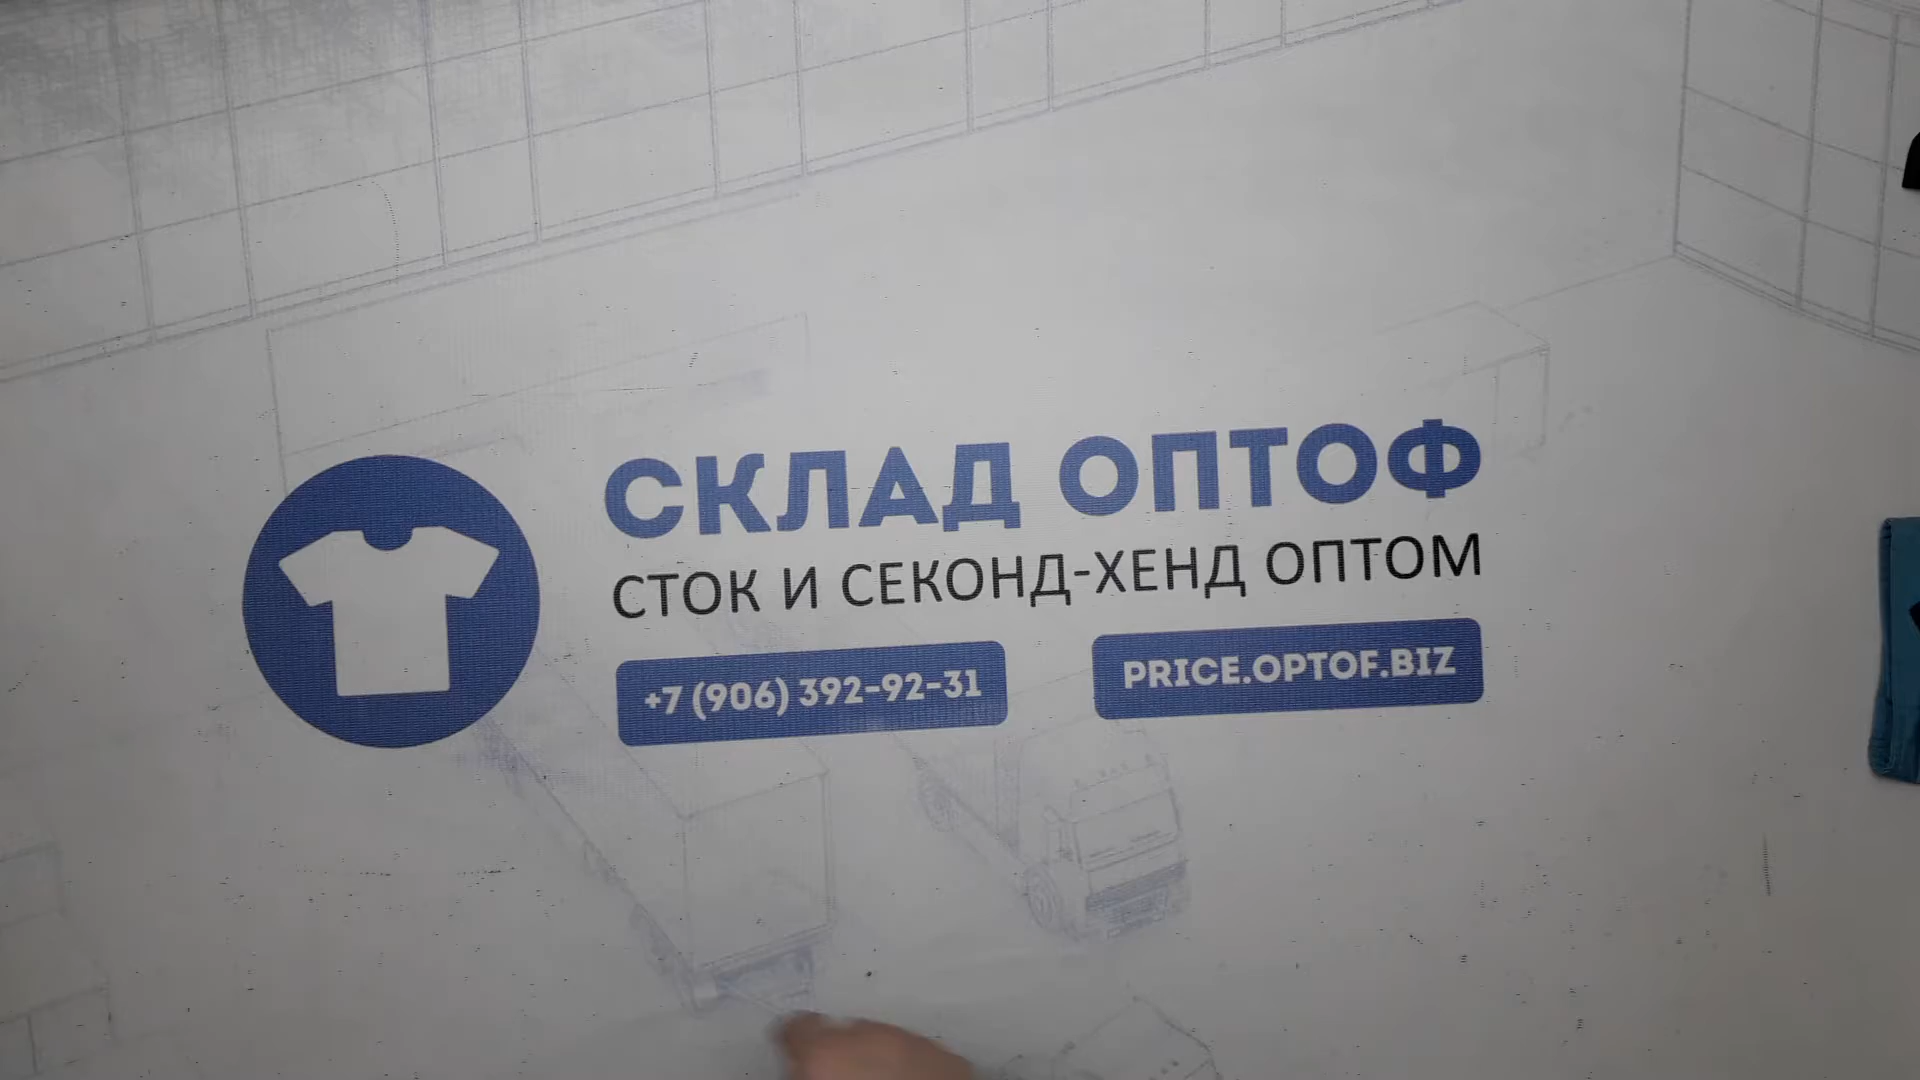 СКЛАД ОПТОФ
СТОК И СЕКОНД-ХЕНД ОПТОМ
+7 (906) 392-92-31
PRICE.OPTOF.BIZ